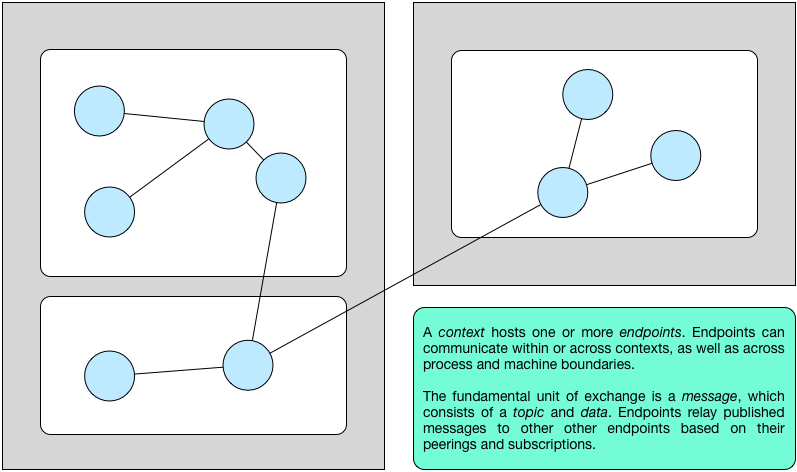 A context hosts one or more endpoints. Endpoints can
communicate within or across contexts, as well as across
process and machine boundaries.
The fundamental unit of exchange is a message, which
consists of a topic and data. Endpoints relay published
messages to other other endpoints based on their
peerings and subscriptions.